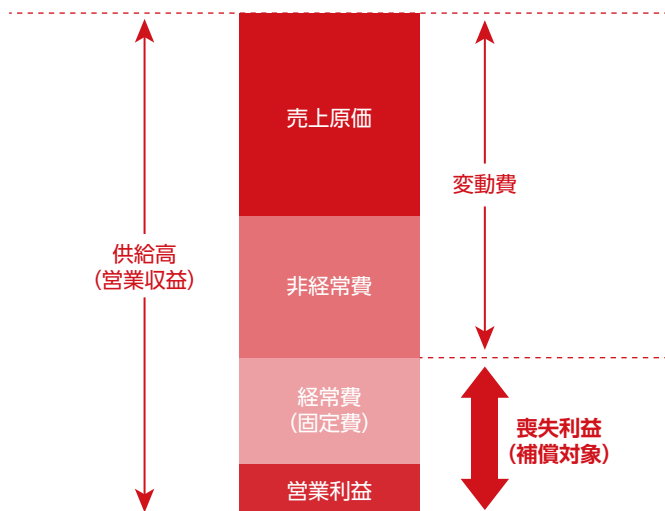 売上原価
変動費
供給高
(営業収益)
非経常費
経常費
(固定費)
喪失利益
(補償対象)
営業利益